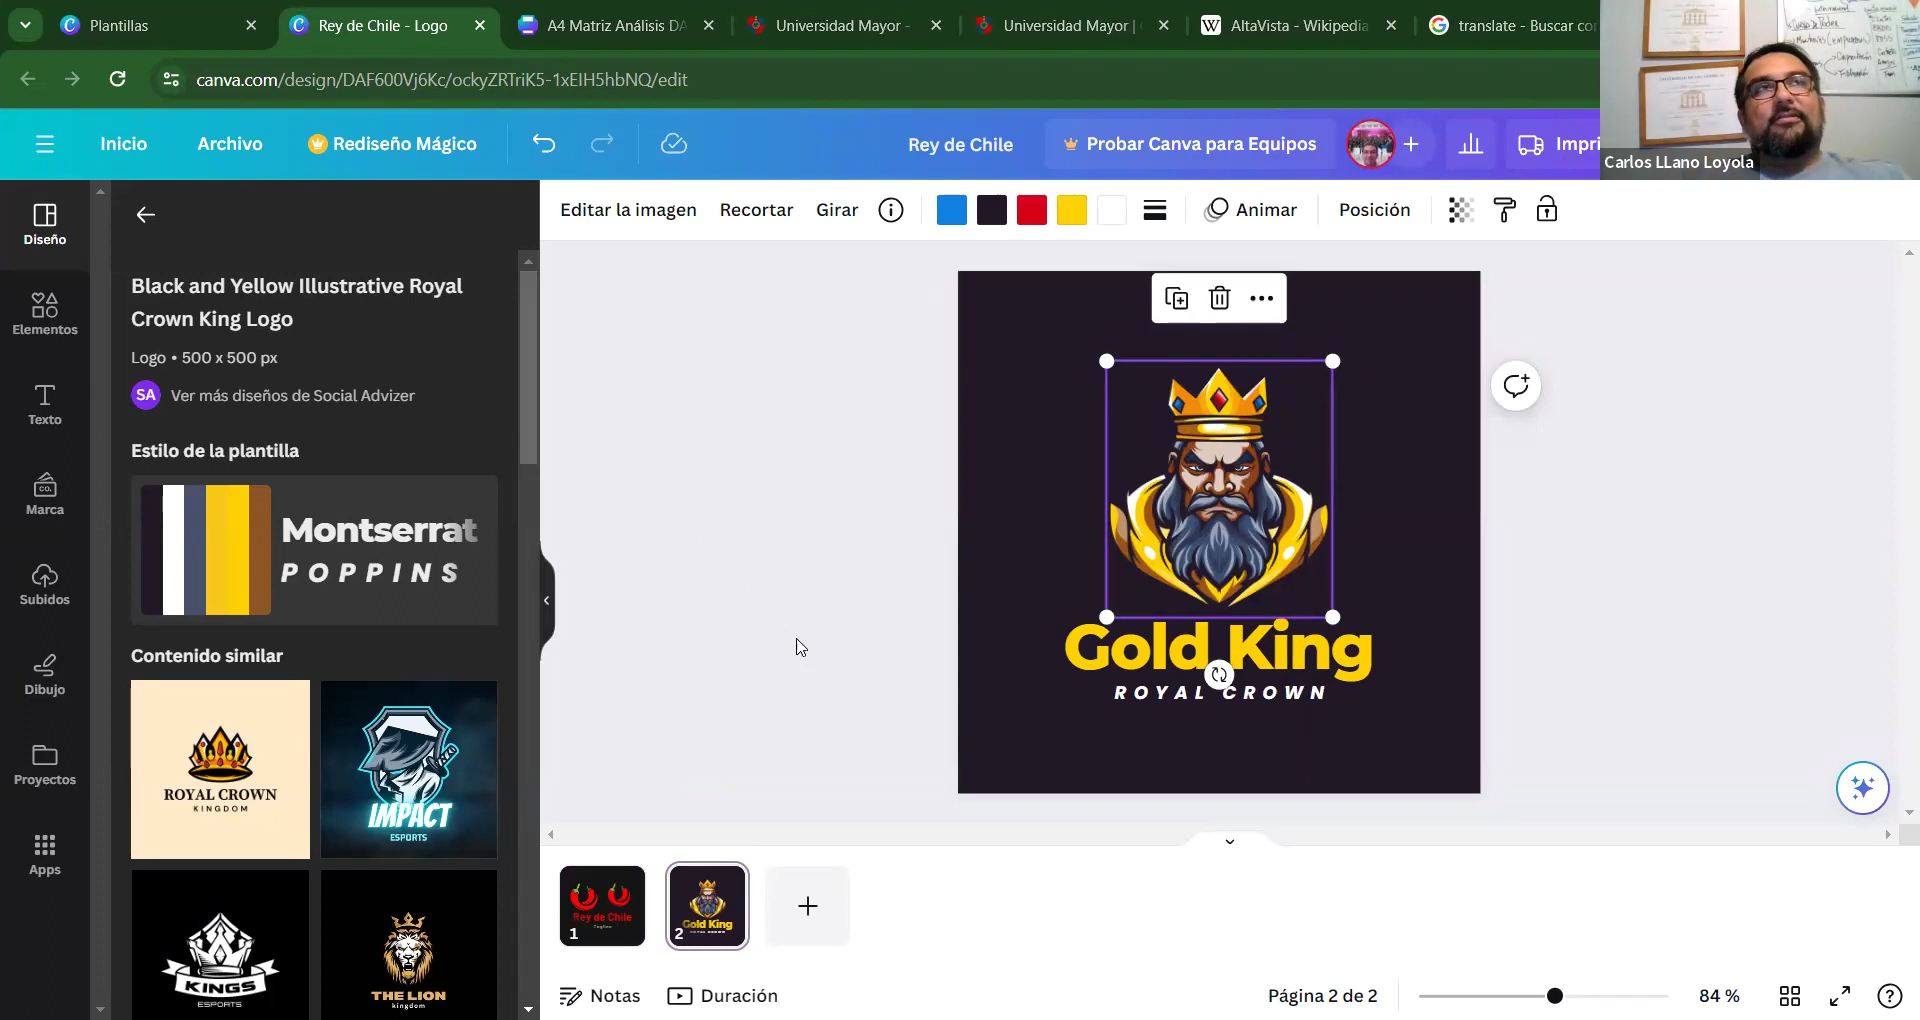 Plantillas
Rey de Chile - Logo
A4 Matriz Análisis DA
Universidad Mayor -
Universidad Mayor |
AltaVista - Wikipedia
translate - Buscar co
canva.com/design/DAF600Vj6Kc/ockyZRTriK5-1xEIH5hbNQ/edit
Inicio
Archivo
Rediseño Mágico
Rey de Chile
Probar Canva para Equipos
Impri
Carlos LLano Loyola
Diseño
Elementos
Texto
CO.
Marca
Subidos
Dibujo
Proyectos
Apps
Black and Yellow Illustrative Royal
Crown King Logo
Logo • 500 x 500 px
SA
Ver más diseños de Social Advizer
Estilo de la plantilla
Montserrat
POPPINS
Contenido similar
ROYAL CROWN
KINGDOM
IMPACT
ESPORTS
KINGS
ESPORTS
THE LION
kingdom
Editar la imagen
Recortar
Girar
Animar
Posición
Gold King
ROYAL CROWN
Rey de Chile
Tagline
1
Gold King
ROYAL CROWN
2
Notas
Duración
Página 2 de 2
84 %